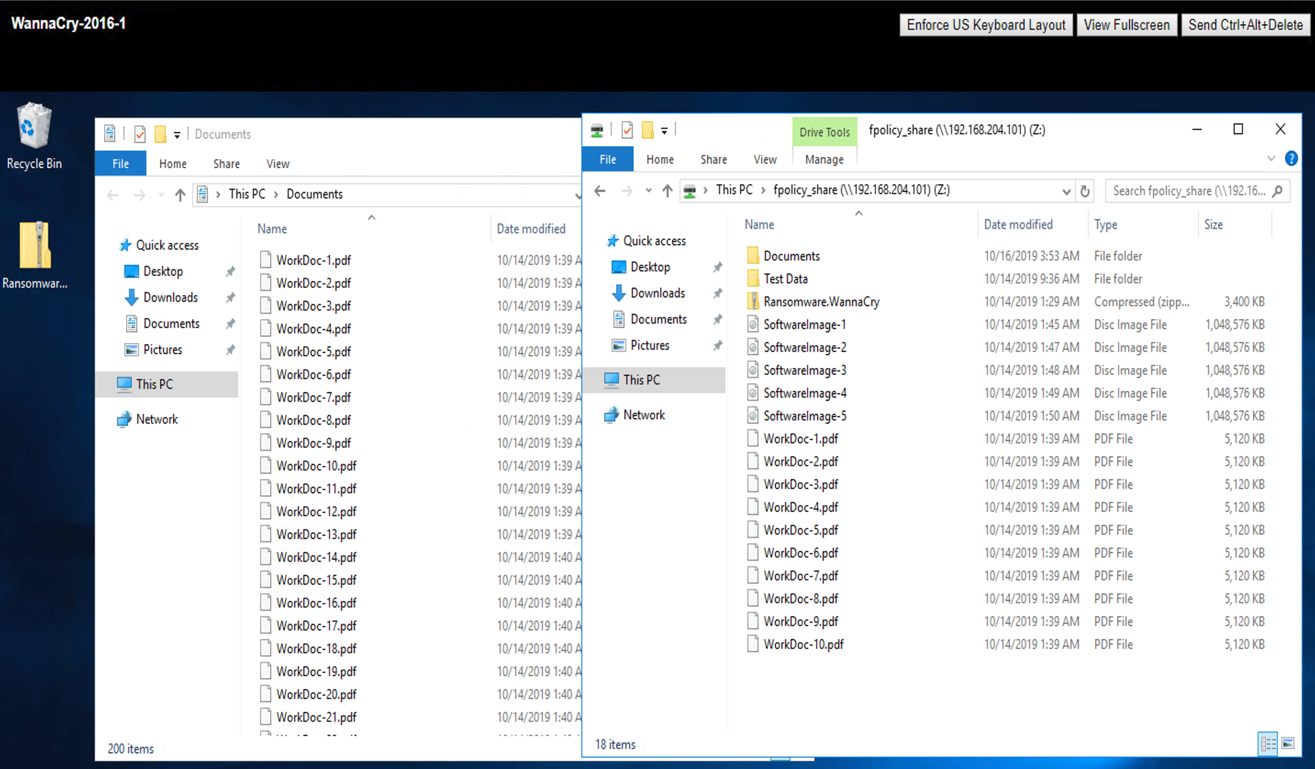 WannaCry-2016-1
Enforce US Keyboard Layout View Fullscreen Send Ctrl+Alt+Delete
Recycle Bin
Ransomwar...
Documents
File Home Share View
This PC > Documents
Name Date modified
Quick access
Desktop
Downloads
Documents
Pictures
This PC
Network
WorkDoc-1.pdf 10/14/2019 1:39 A
WorkDoc-2.pdf 10/14/2019 1:39 A
WorkDoc-3.pdf 10/14/2019 1:39 A
WorkDoc-4.pdf 10/14/2019 1:39 A
WorkDoc-5.pdf 10/14/2019 1:39 A
WorkDoc-6.pdf 10/14/2019 1:39 A
WorkDoc-7.pdf 10/14/2019 1:39 A
WorkDoc-8.pdf 10/14/2019 1:39 A
WorkDoc-9.pdf 10/14/2019 1:39 A
WorkDoc-10.pdf 10/14/2019 1:39 A
WorkDoc-11.pdf 10/14/2019 1:39 A
WorkDoc-12.pdf 10/14/2019 1:39 A
WorkDoc-13.pdf 10/14/2019 1:39 A
WorkDoc-14.pdf 10/14/2019 1:40 A
WorkDoc-15.pdf 10/14/2019 1:40 A
WorkDoc-16.pdf 10/14/2019 1:40 A
WorkDoc-17.pdf 10/14/2019 1:40 A
WorkDoc-18.pdf 10/14/2019 1:40 A
WorkDoc-19.pdf 10/14/2019 1:40 A
WorkDoc-20.pdf 10/14/2019 1:40 A
WorkDoc-21.pdf 10/14/2019 1:40 A
200 items
Drive Tools fpolicy_share (\\192.168.204.101) (Z:)
File Home Share View Manage
This PC > fpolicy_share (\\192.168.204.101) (Z:) Search fpolicy_share (\\192.16...
Name Date modified Type Size
Quick access
Desktop
Downloads
Documents
Pictures
This PC
Network
Documents 10/16/2019 3:53 AM File folder
Test Data 10/14/2019 9:36 AM File folder
Ransomware.WannaCry 10/14/2019 1:29 AM Compressed (zipp... 3,400 KB
SoftwareImage-1 10/14/2019 1:45 AM Disc Image File 1,048,576 KB
SoftwareImage-2 10/14/2019 1:47 AM Disc Image File 1,048,576 KB
SoftwareImage-3 10/14/2019 1:48 AM Disc Image File 1,048,576 KB
SoftwareImage-4 10/14/2019 1:49 AM Disc Image File 1,048,576 KB
SoftwareImage-5 10/14/2019 1:50 AM Disc Image File 1,048,576 KB
WorkDoc-1.pdf 10/14/2019 1:39 AM PDF File 5,120 KB
WorkDoc-2.pdf 10/14/2019 1:39 AM PDF File 5,120 KB
WorkDoc-3.pdf 10/14/2019 1:39 AM PDF File 5,120 KB
WorkDoc-4.pdf 10/14/2019 1:39 AM PDF File 5,120 KB
WorkDoc-5.pdf 10/14/2019 1:39 AM PDF File 5,120 KB
WorkDoc-6.pdf 10/14/2019 1:39 AM PDF File 5,120 KB
WorkDoc-7.pdf 10/14/2019 1:39 AM PDF File 5,120 KB
WorkDoc-8.pdf 10/14/2019 1:39 AM PDF File 5,120 KB
WorkDoc-9.pdf 10/14/2019 1:39 AM PDF File 5,120 KB
WorkDoc-10.pdf 10/14/2019 1:39 AM PDF File 5,120 KB
18 items